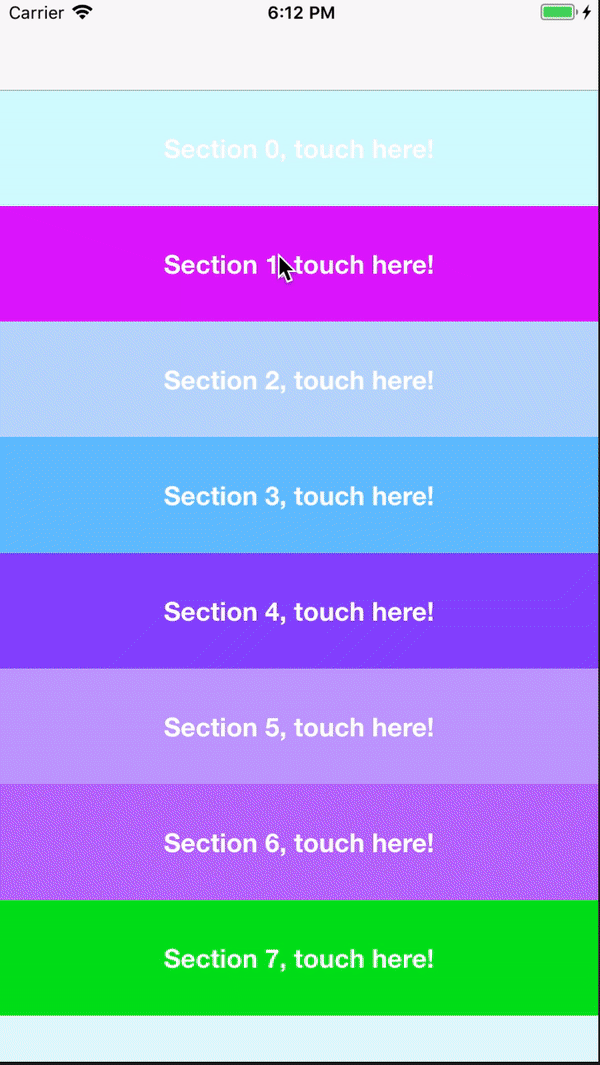 Carrier 6:12 PM
Section 0, touch here!
Section 1, touch here!
Section 2, touch here!
Section 3, touch here!
Section 4, touch here!
Section 5, touch here!
Section 6, touch here!
Section 7, touch here!